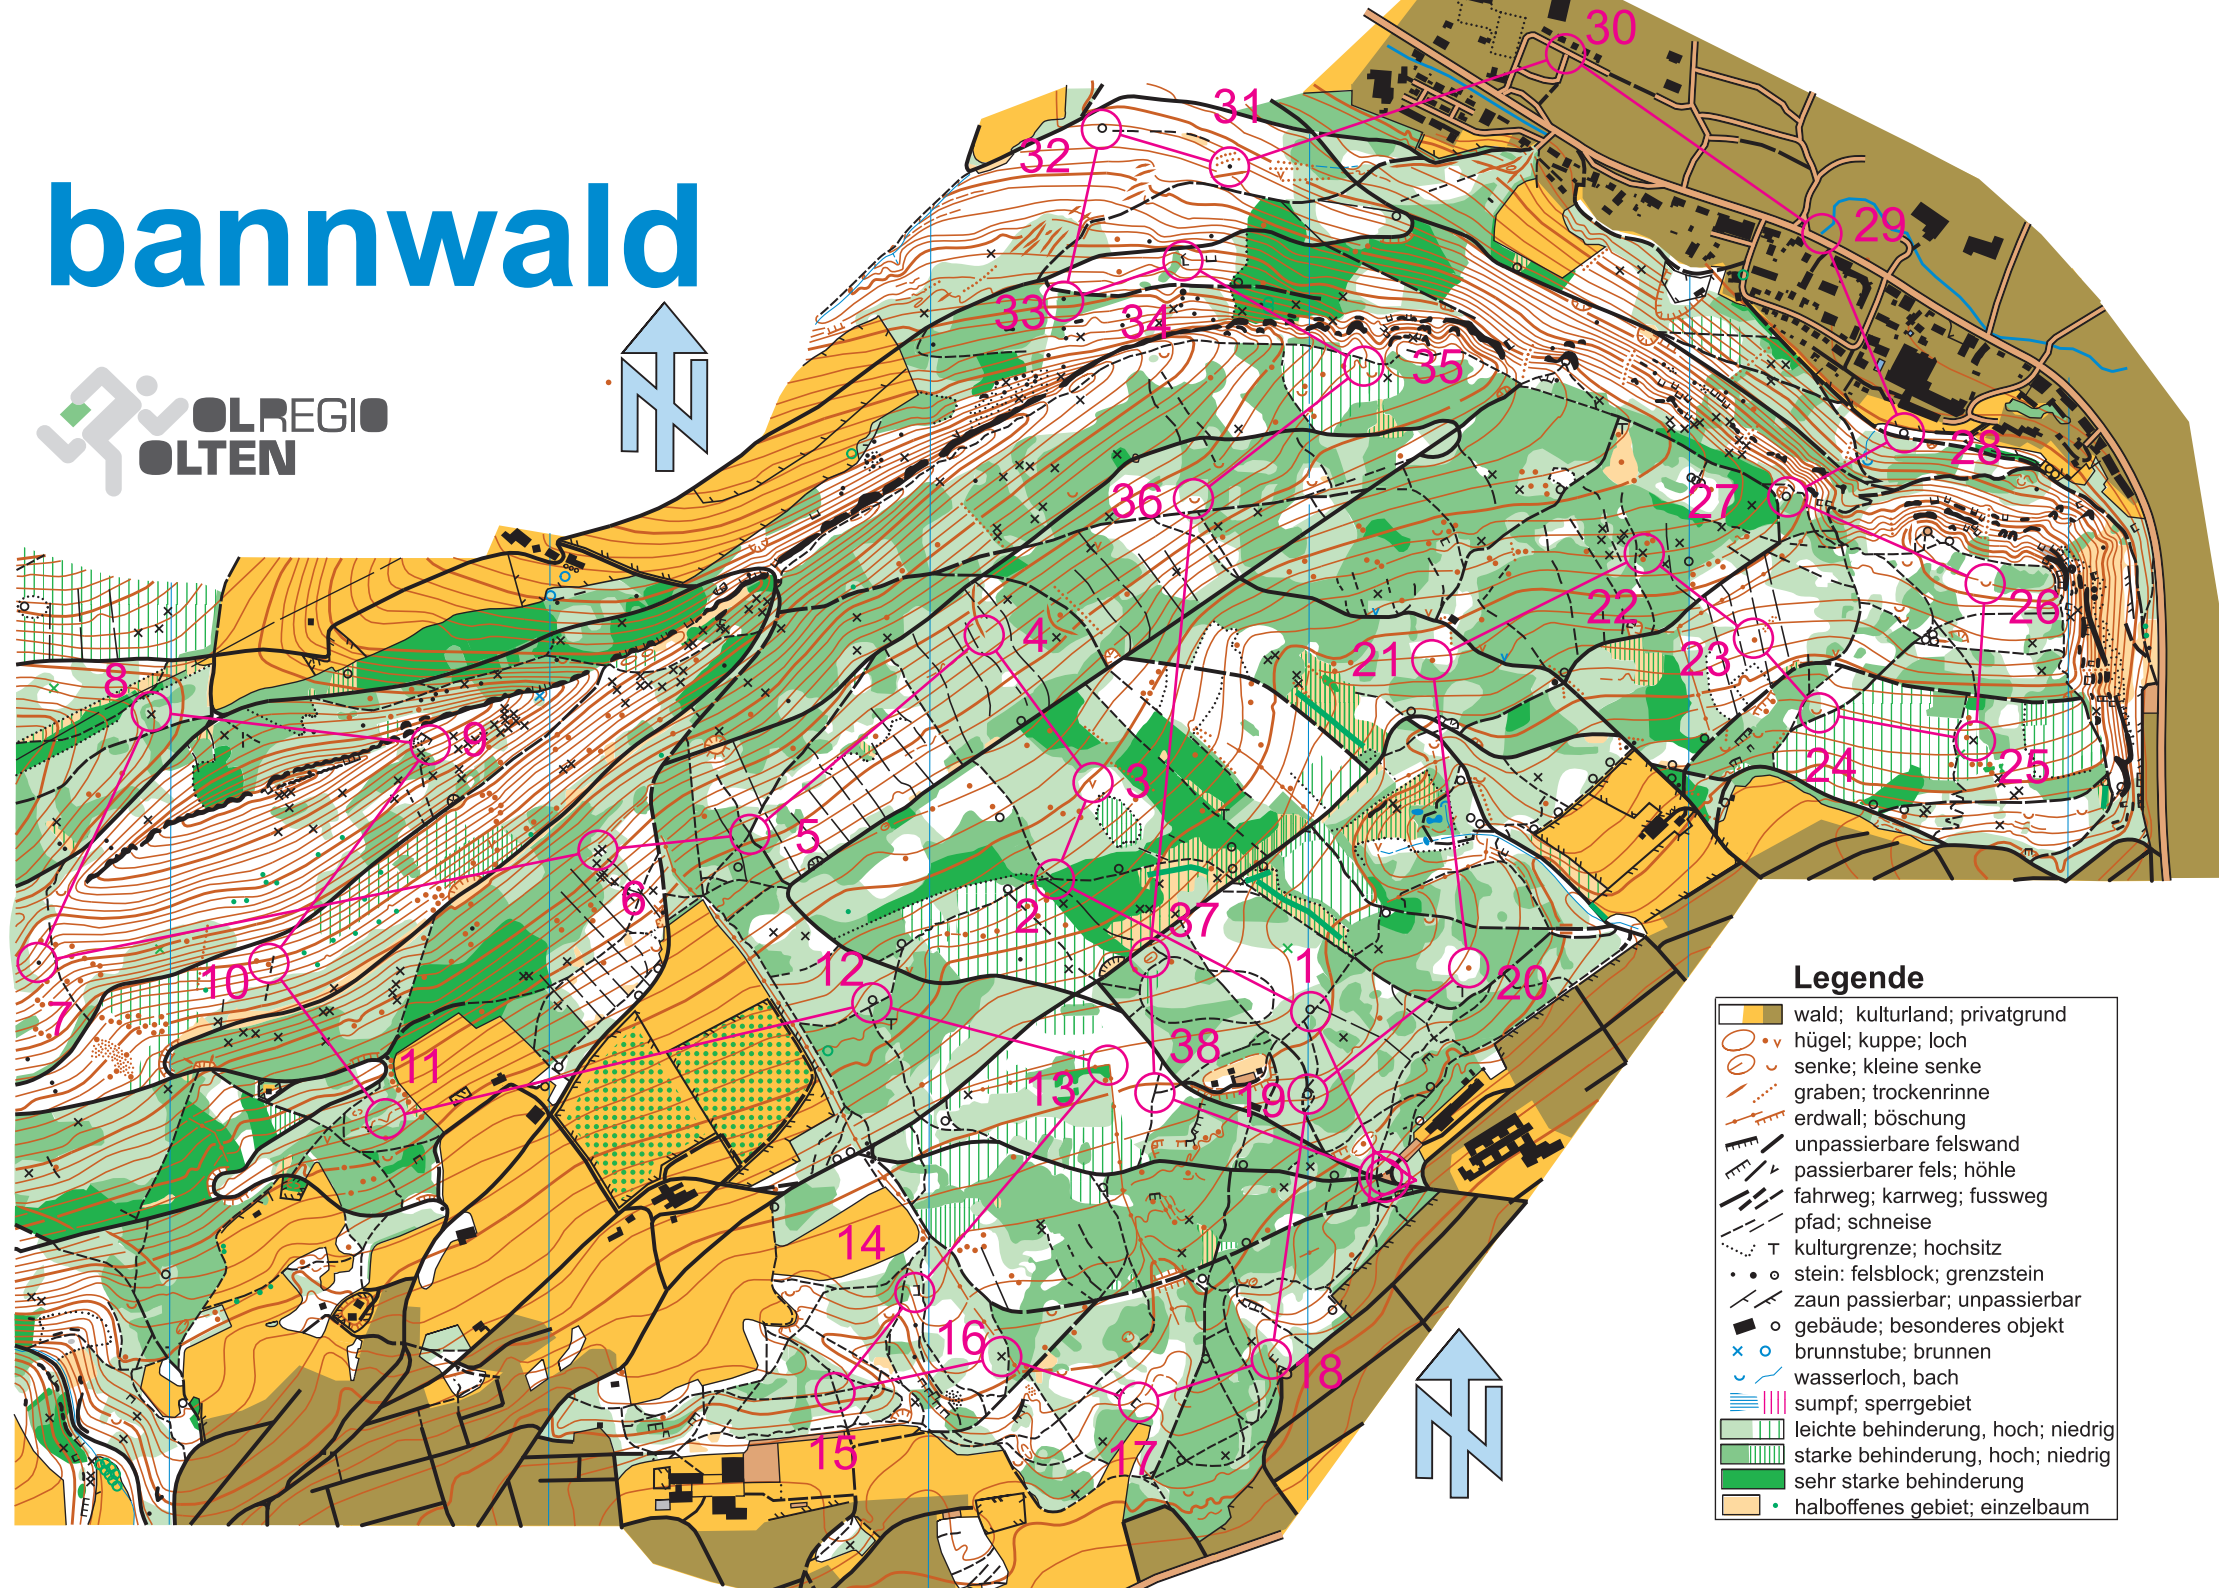 bannwald
OLREGIO
OLTEN
30
31
32
29
33
34
35
28
36
27
26
4
22
21
23
8
9
3
24
25
5
6
2
37
1
12
20
10
7
38
11
13
19
14
16
18
15
17
Legende
wald; kulturland; privatgrund
hügel; kuppe; loch
senke; kleine senke
graben; trockenrinne
erdwall; böschung
unpassierbare felswand
passierbarer fels; höhle
fahrweg; karrweg; fussweg
pfad; schneise
kulturgrenze; hochsitz
stein: felsblock; grenzstein
zaun passierbar; unpassierbar
gebäude; besonderes objekt
brunnstube; brunnen
wasserloch, bach
sumpf; sperrgebiet
leichte behinderung, hoch; niedrig
starke behinderung, hoch; niedrig
sehr starke behinderung
halboffenes gebiet; einzelbaum